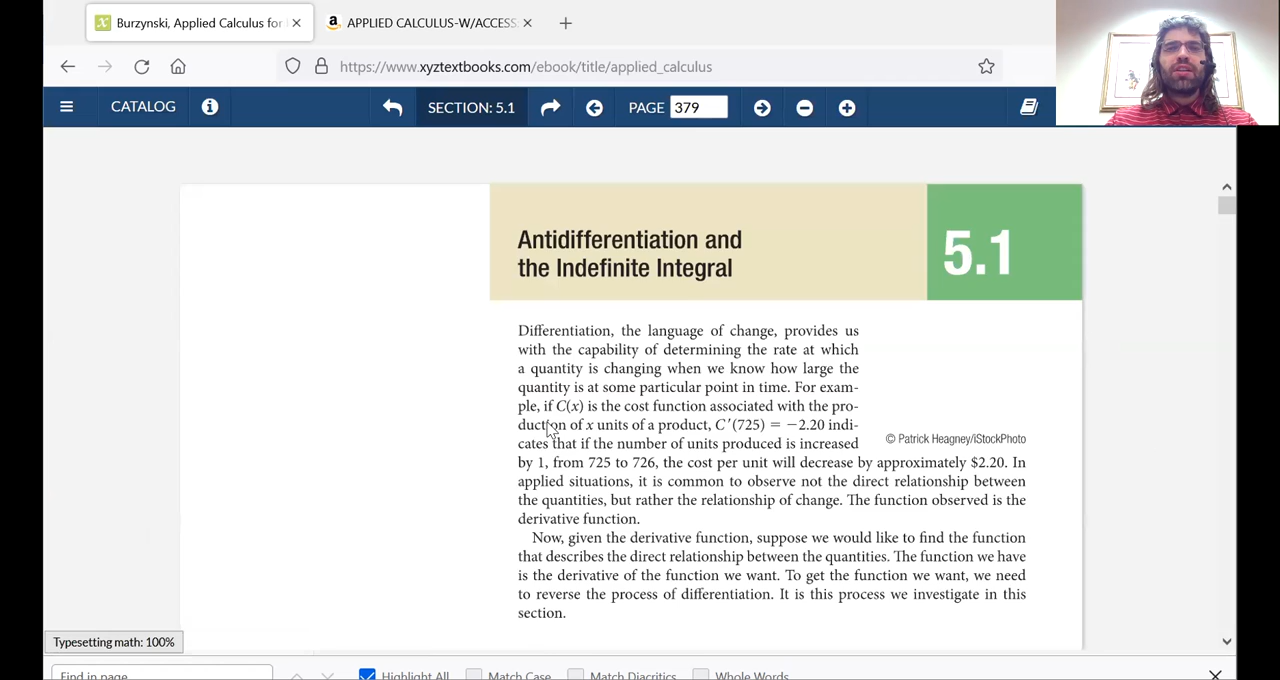 Burzynski, Applied Calculus for
APPLIED CALCULUS-W/ACCESS
https://www.xyztextbooks.com/ebook/title/applied_calculus
CATALOG
SECTION: 5.1
PAGE 379
Antidifferentiation and
the Indefinite Integral
5.1
Differentiation, the language of change, provides us
with the capability of determining the rate at which
a quantity is changing when we know how large the
quantity is at some particular point in time. For exam-
ple, if C(x) is the cost function associated with the pro-
duction of x units of a product, C′(725) = −2.20 indi-
cates that if the number of units produced is increased
© Patrick Heagney/iStockPhoto
by 1, from 725 to 726, the cost per unit will decrease by approximately $2.20. In
applied situations, it is common to observe not the direct relationship between
the quantities, but rather the relationship of change. The function observed is the
derivative function.
Now, given the derivative function, suppose we would like to find the function
that describes the direct relationship between the quantities. The function we have
is the derivative of the function we want. To get the function we want, we need
to reverse the process of differentiation. It is this process we investigate in this
section.
Typesetting math: 100%
Find in page
Highlight All
Match Case
Match Diacritics
Whole Words